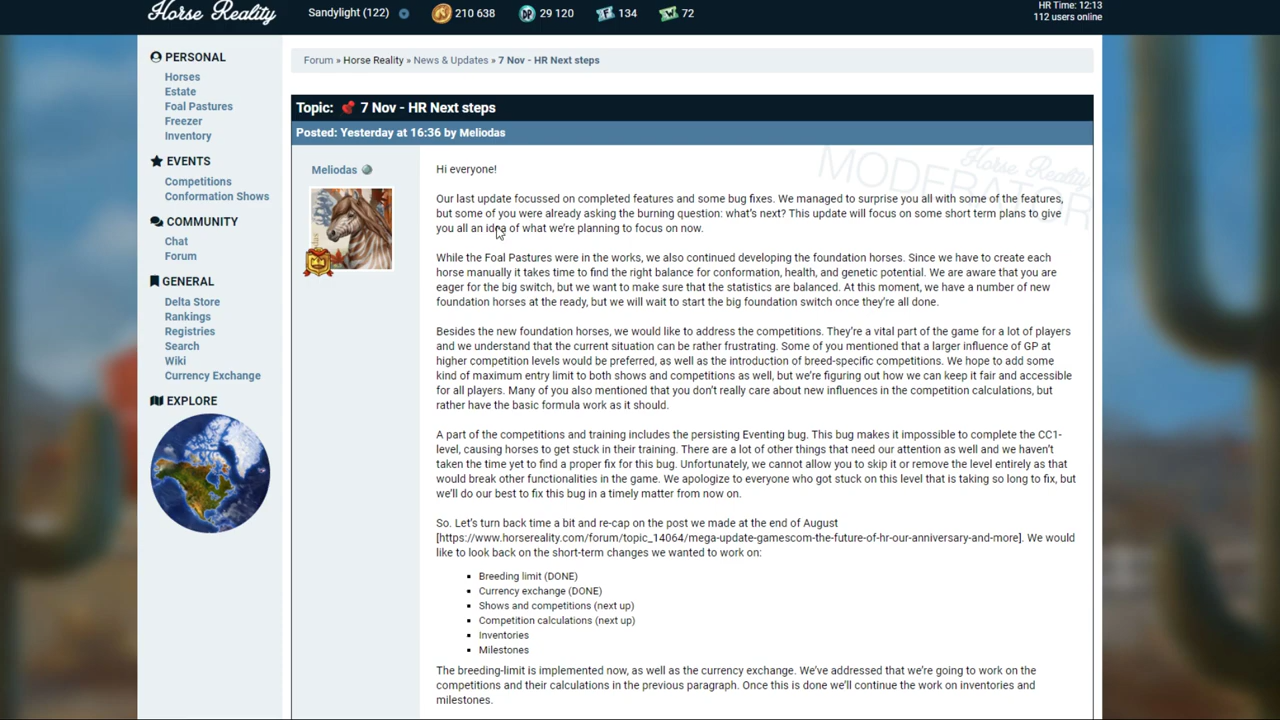 Horse Reality
Sandylight (122)
210 638
DP
29 120
134
72
HR Time: 12:13
112 users online
PERSONAL
Horses
Estate
Foal Pastures
Freezer
Inventory
EVENTS
Competitions
Conformation Shows
COMMUNITY
Chat
Forum
GENERAL
Delta Store
Rankings
Registries
Search
Wiki
Currency Exchange
EXPLORE
Forum » Horse Reality » News & Updates » 7 Nov - HR Next steps
Topic: 7 Nov - HR Next steps
Posted: Yesterday at 16:36 by Meliodas
Meliodas
Horse Reality
MODERATOR
Hi everyone!
Our last update focussed on completed features and some bug fixes. We managed to surprise you all with some of the features,
but some of you were already asking the burning question: what's next? This update will focus on some short term plans to give
you all an idea of what we're planning to focus on now.
While the Foal Pastures were in the works, we also continued developing the foundation horses. Since we have to create each
horse manually it takes time to find the right balance for conformation, health, and genetic potential. We are aware that you are
eager for the big switch, but we want to make sure that the statistics are balanced. At this moment, we have a number of new
foundation horses at the ready, but we will wait to start the big foundation switch once they're all done.
Besides the new foundation horses, we would like to address the competitions. They're a vital part of the game for a lot of players
and we understand that the current situation can be rather frustrating. Some of you mentioned that a larger influence of GP at
higher competition levels would be preferred, as well as the introduction of breed-specific competitions. We hope to add some
kind of maximum entry limit to both shows and competitions as well, but we're figuring out how we can keep it fair and accessible
for all players. Many of you also mentioned that you don't really care about new influences in the competition calculations, but
rather have the basic formula work as it should.
A part of the competitions and training includes the persisting Eventing bug. This bug makes it impossible to complete the CC1-
level, causing horses to get stuck in their training. There are a lot of other things that need our attention as well and we haven't
taken the time yet to find a proper fix for this bug. Unfortunately, we cannot allow you to skip it or remove the level entirely as that
would break other functionalities in the game. We apologize to everyone who got stuck on this level that is taking so long to fix, but
we'll do our best to fix this bug in a timely matter from now on.
So. Let's turn back time a bit and re-cap on the post we made at the end of August
[https://www.horsereality.com/forum/topic_14064/mega-update-gamescom-the-future-of-hr-our-anniversary-and-more]. We would
like to look back on the short-term changes we wanted to work on:
▪ Breeding limit (DONE)
▪ Currency exchange (DONE)
▪ Shows and competitions (next up)
▪ Competition calculations (next up)
▪ Inventories
▪ Milestones
The breeding-limit is implemented now, as well as the currency exchange. We've addressed that we're going to work on the
competitions and their calculations in the previous paragraph. Once this is done we'll continue the work on inventories and
milestones.